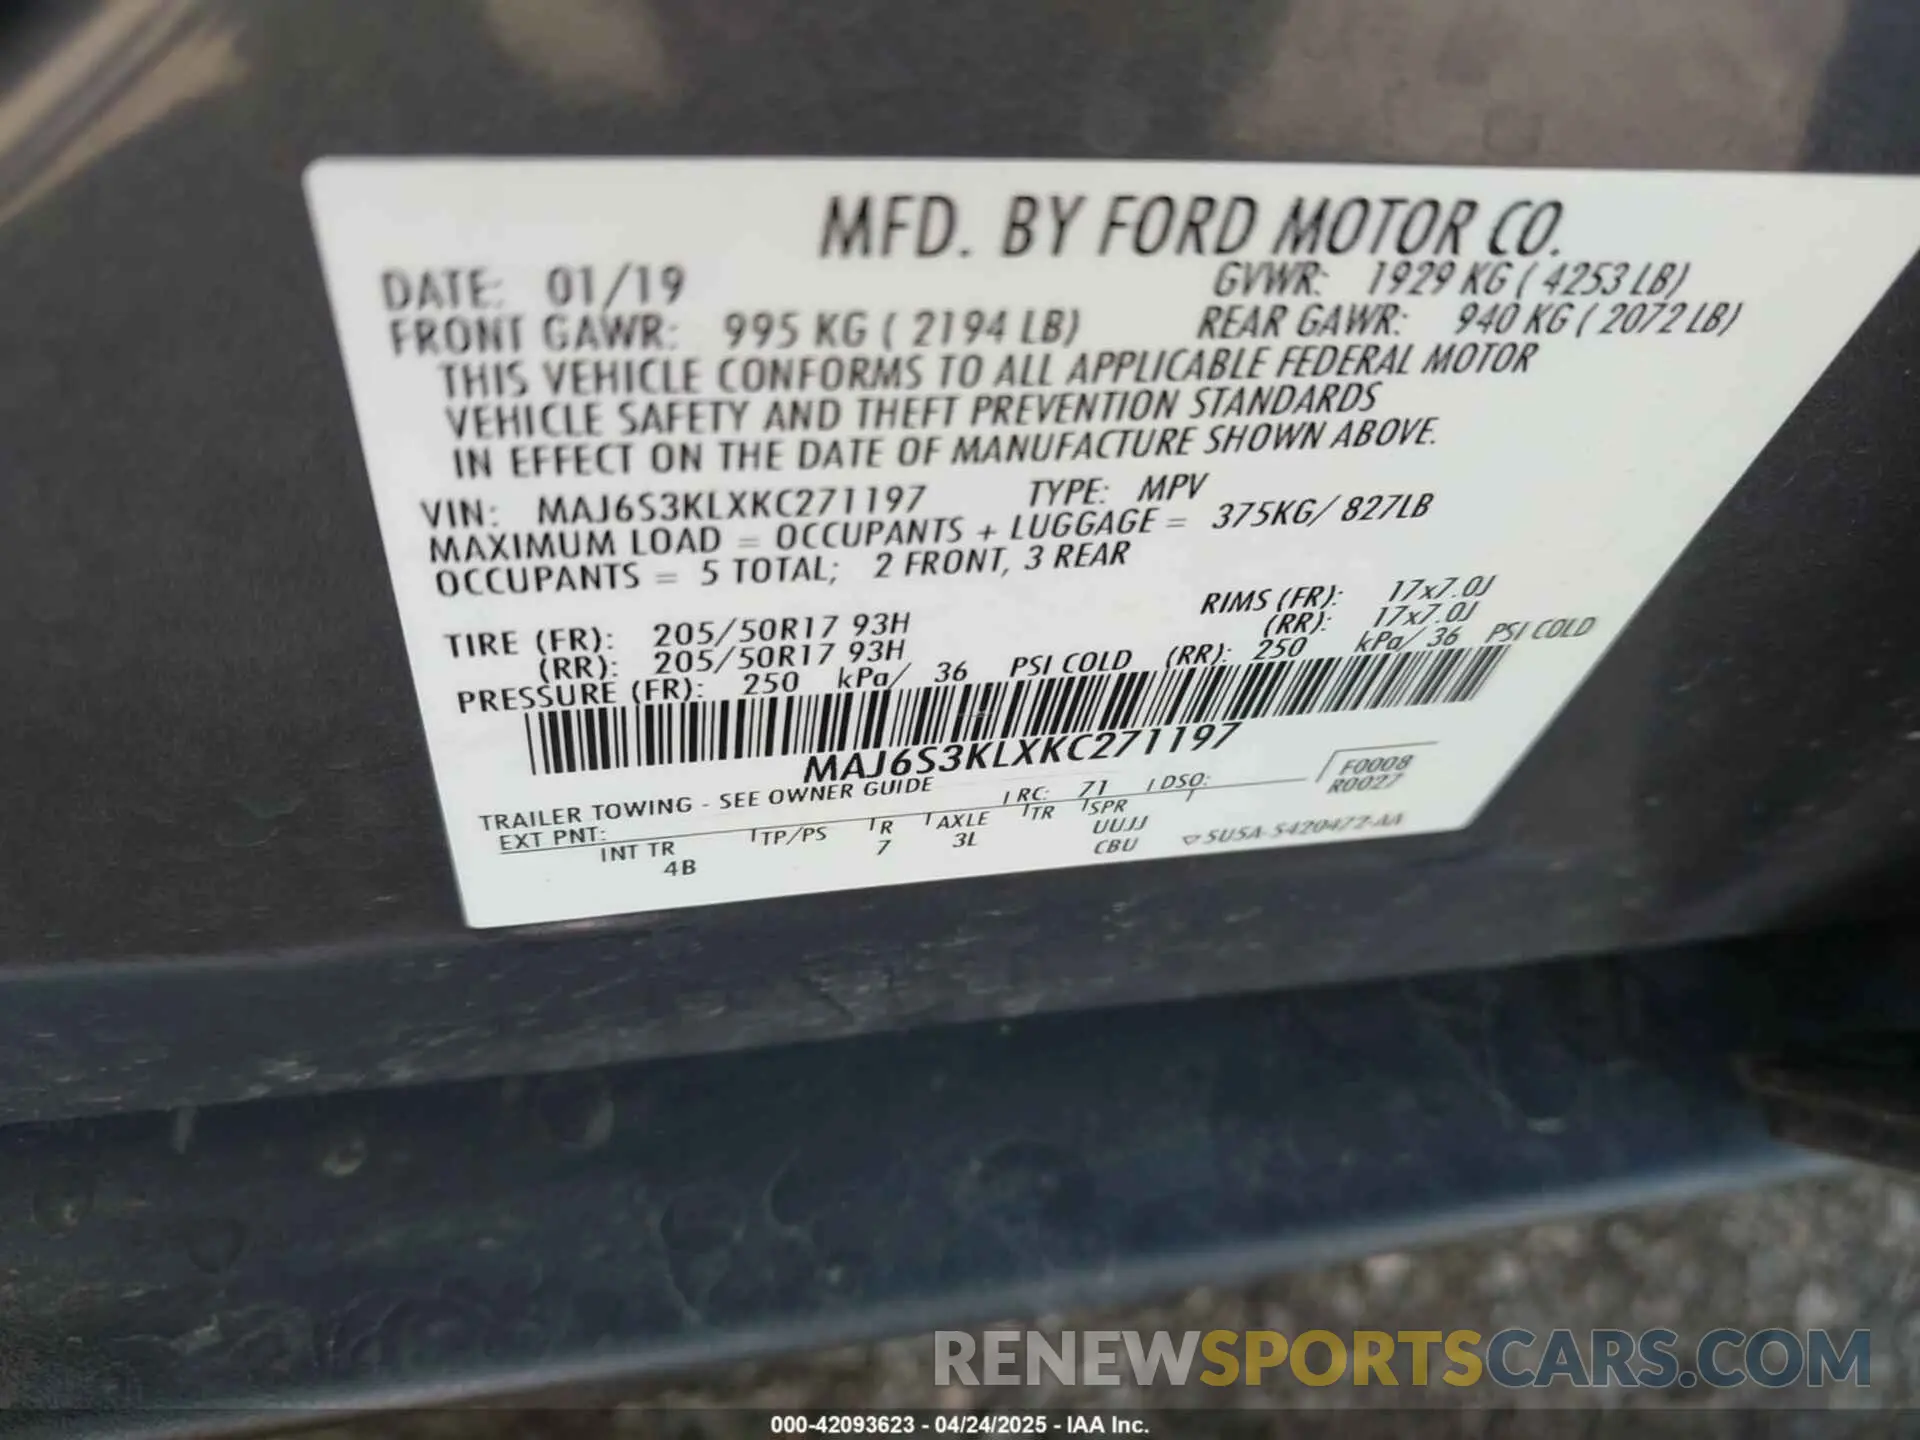 MFD. BY FORD MOTOR CO.
DATE: 01/19 GVWR: 1929 KG ( 4253 LB)
FRONT GAWR: 995 KG ( 2194 LB) REAR GAWR: 940 KG ( 2072 LB)
THIS VEHICLE CONFORMS TO ALL APPLICABLE FEDERAL MOTOR
VEHICLE SAFETY AND THEFT PREVENTION STANDARDS
IN EFFECT ON THE DATE OF MANUFACTURE SHOWN ABOVE.
VIN: MAJ6S3KLXKC271197 TYPE: MPV
MAXIMUM LOAD = OCCUPANTS + LUGGAGE = 375KG/ 827LB
OCCUPANTS = 5 TOTAL; 2 FRONT, 3 REAR
TIRE (FR): 205/50R17 93H RIMS (FR): 17x7.0J
(RR): 205/50R17 93H (RR): 17x7.0J
PRESSURE (FR): 250 kPa/ 36 PSI COLD (RR): 250 kPa/ 36 PSI COLD
MAJ6S3KLXKC271197
TRAILER TOWING - SEE OWNER GUIDE
EXT PNT: RC: 71 DSO: F0008
R0027
INT TR TP/PS R AXLE TR SPR
4B 7 3L UUJJ
CBU 5U5A-S420472-AA
RENEWSPORTSCARS.COM
000-42093623 - 04/24/2025 - IAA Inc.